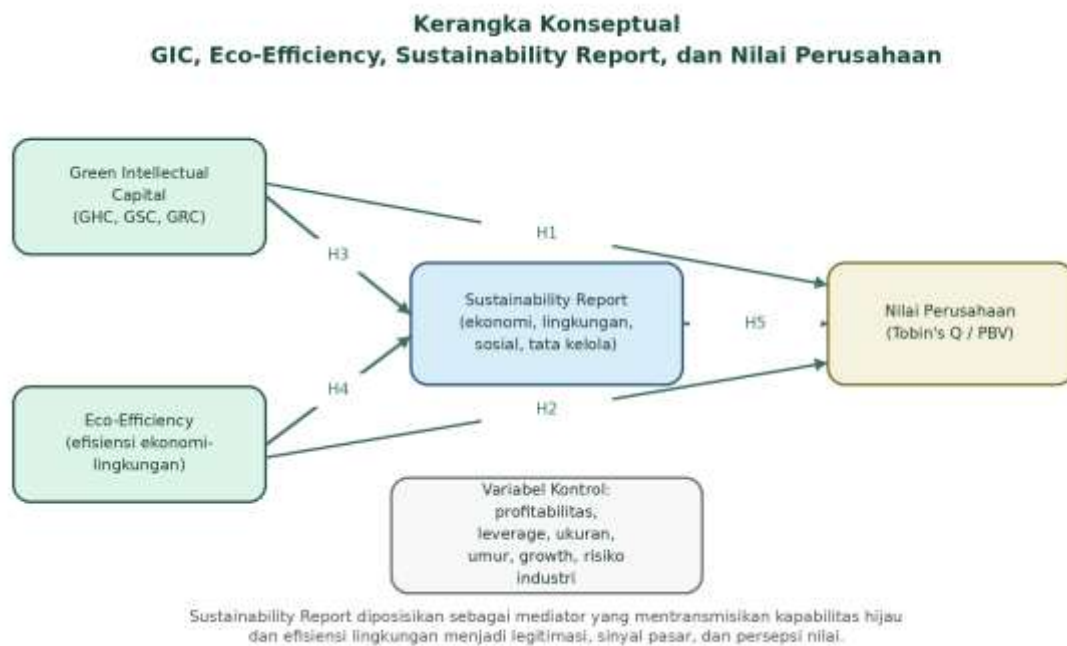 Kerangka Konseptual
GIC, Eco-Efficiency, Sustainability Report, dan Nilai Perusahaan
Green Intellectual
Capital
(GHC, GSC, GRC)
H1
H3
Sustainability Report
(ekonomi, lingkungan,
sosial, tata kelola)
H5
Nilai Perusahaan
(Tobin's Q / PBV)
H4
H2
Eco-Efficiency
(efisiensi ekonomi-
lingkungan)
Variabel Kontrol:
profitabilitas,
leverage, ukuran,
umur, growth, risiko
industri
Sustainability Report diposisikan sebagai mediator yang mentransmisikan kapabilitas hijau
dan efisiensi lingkungan menjadi legitimasi, sinyal pasar, dan persepsi nilai.